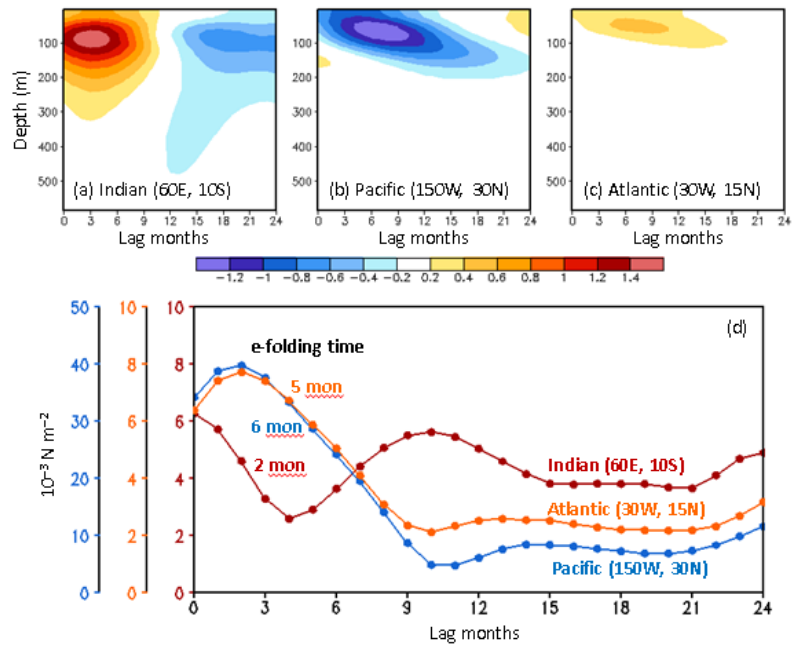 Depth (m)
100
200
300
400
500
(a) Indian (60E, 10S)
0 3 6 9 12 15 18 21 24
Lag months
100
200
300
400
500
(b) Pacific (150W, 30N)
0 3 6 9 12 15 18 21 24
Lag months
100
200
300
400
500
(c) Atlantic (30W, 15N)
0 3 6 9 12 15 18 21 24
Lag months
-1.2 -1 -0.8 -0.6 -0.4 -0.2 0.2 0.4 0.6 0.8 1 1.2 1.4
10⁻³ N m⁻²
50
40
30
20
10
0
10
8
6
4
2
0
10
8
6
4
2
0
(d)
e-folding time
5 mon
6 mon
2 mon
Indian (60E, 10S)
Atlantic (30W, 15N)
Pacific (150W, 30N)
0 3 6 9 12 15 18 21 24
Lag months